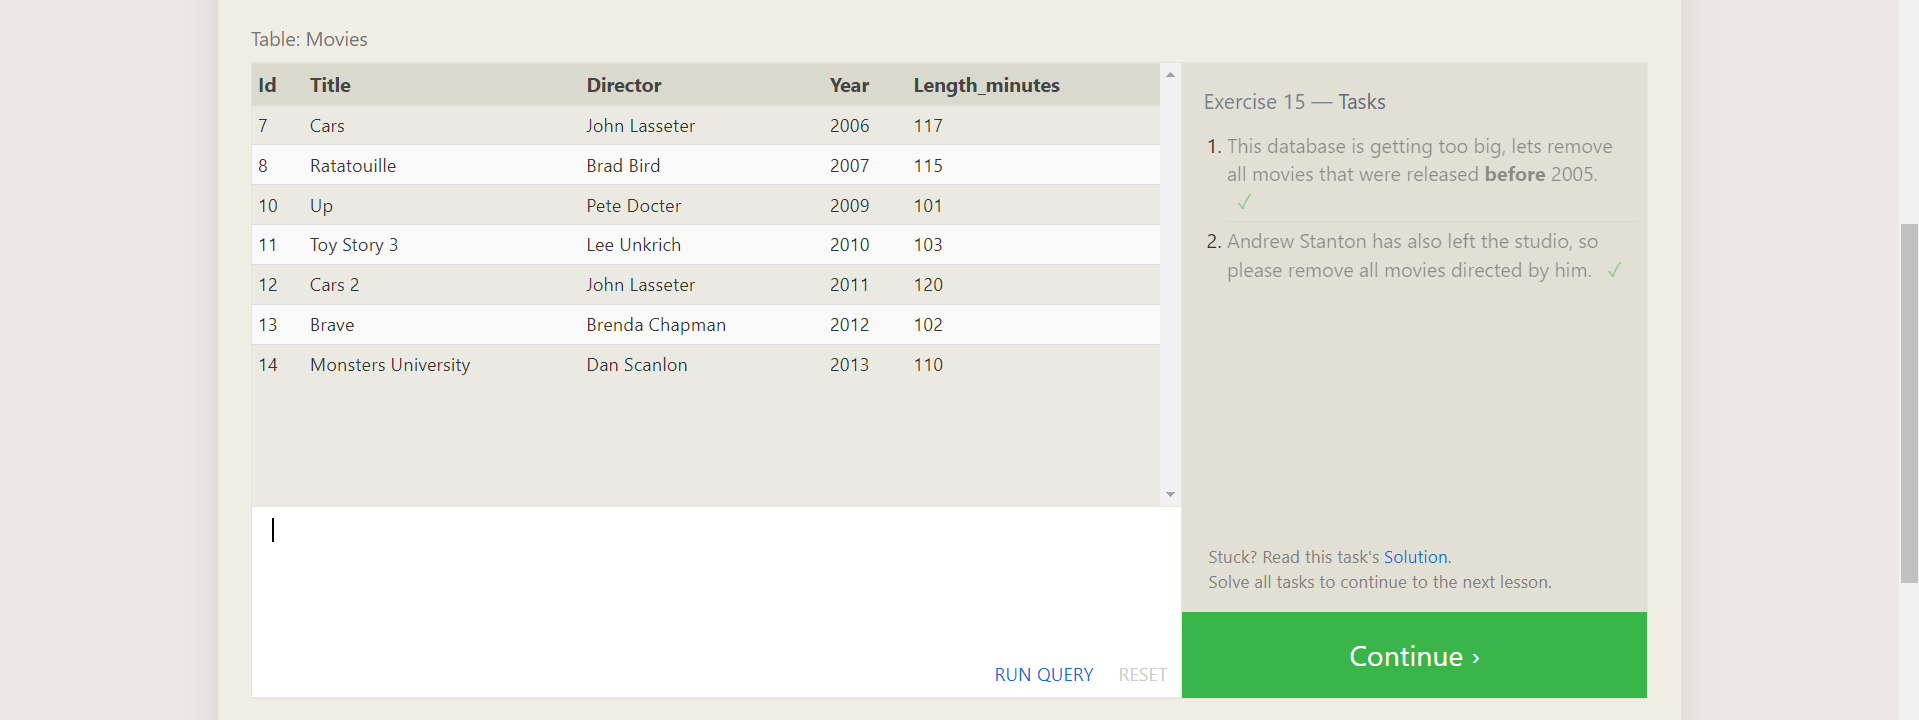 Table: Movies
Id Title Director Year Length_minutes
7 Cars John Lasseter 2006 117
8 Ratatouille Brad Bird 2007 115
10 Up Pete Docter 2009 101
11 Toy Story 3 Lee Unkrich 2010 103
12 Cars 2 John Lasseter 2011 120
13 Brave Brenda Chapman 2012 102
14 Monsters University Dan Scanlon 2013 110
RUN QUERY RESET
Exercise 15 — Tasks
1. This database is getting too big, lets remove
all movies that were released before 2005.
✓
2. Andrew Stanton has also left the studio, so
please remove all movies directed by him. ✓
Stuck? Read this task's Solution.
Solve all tasks to continue to the next lesson.
Continue ›